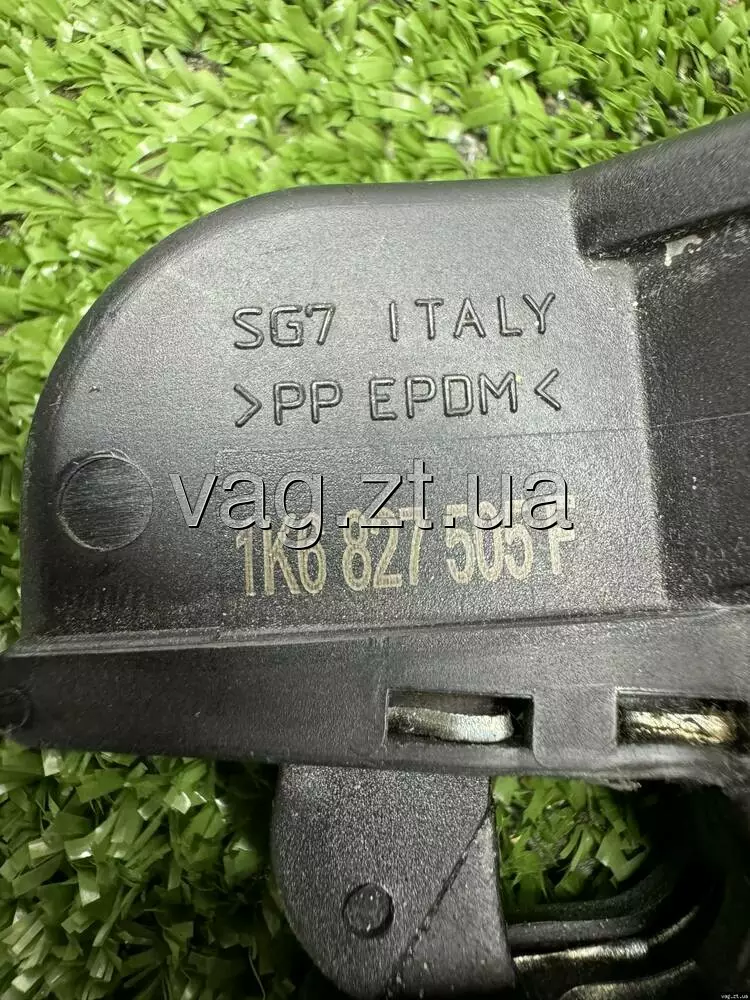 SG7 ITALY
>PP EPDM<
vag.zt.ua
1K6 827 505 F
vag.zt.ua